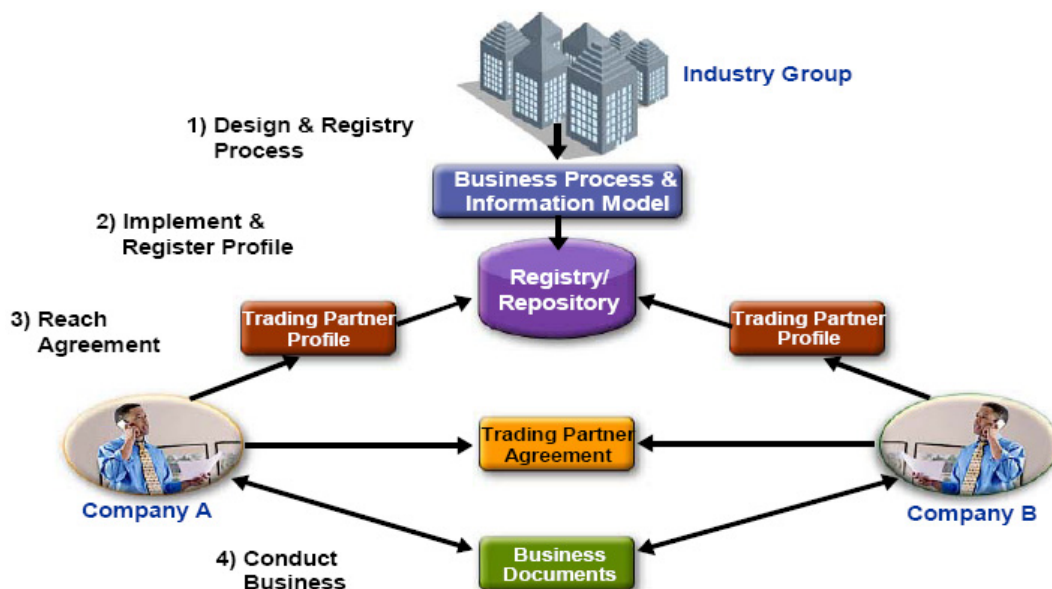 Industry Group
1) Design & Registry
Process
Business Process &
Information Model
2) Implement &
Register Profile
Registry/
Repository
3) Reach
Agreement
Trading Partner
Profile
Trading Partner
Profile
Trading Partner
Agreement
Company A
Company B
4) Conduct
Business
Business
Documents